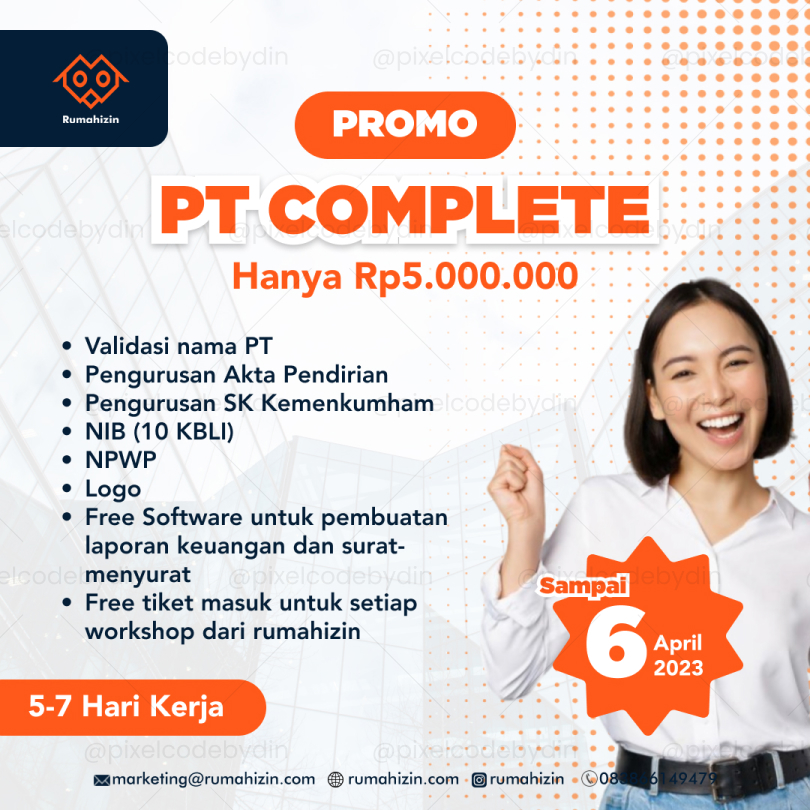 Rumahizin
PROMO
PT COMPLETE
Hanya Rp5.000.000
• Validasi nama PT
• Pengurusan Akta Pendirian
• Pengurusan SK Kemenkumham
• NIB (10 KBLI)
• NPWP
• Logo
• Free Software untuk pembuatan
laporan keuangan dan surat-
menyurat
• Free tiket masuk untuk setiap
workshop dari rumahizin
Sampai
6 April
2023
5-7 Hari Kerja
marketing@rumahizin.com rumahizin.com rumahizin
@pixelcodebydin